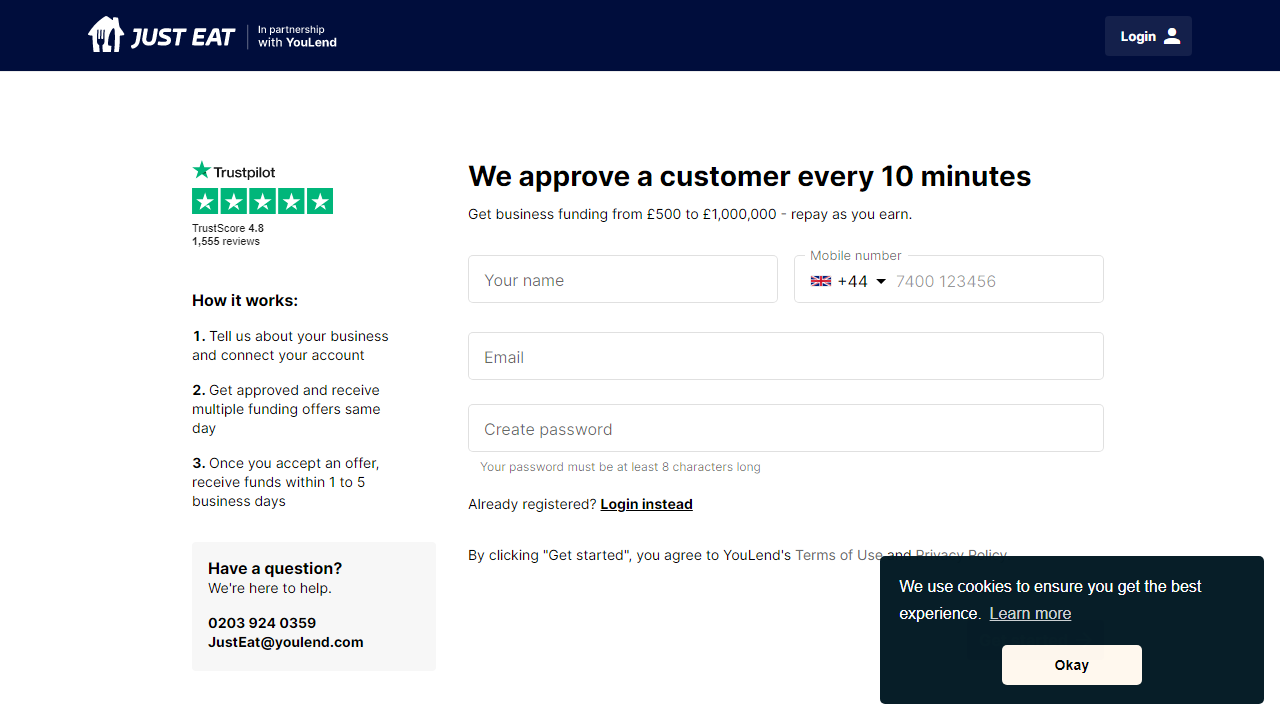 JUST EAT
In partnership
with YouLend
Login
Trustpilot
TrustScore 4.8
1,555 reviews
How it works:
1. Tell us about your business
and connect your account
2. Get approved and receive
multiple funding offers same
day
3. Once you accept an offer,
receive funds within 1 to 5
business days
Have a question?
We're here to help.
0203 924 0359
JustEat@youlend.com
We approve a customer every 10 minutes
Get business funding from £500 to £1,000,000 - repay as you earn.
Your name
Mobile number
+44 7400 123456
Email
Create password
Your password must be at least 8 characters long
Already registered? Login instead
By clicking "Get started", you agree to YouLend's Terms of Use and Privacy Policy
We use cookies to ensure you get the best
experience. Learn more
Okay